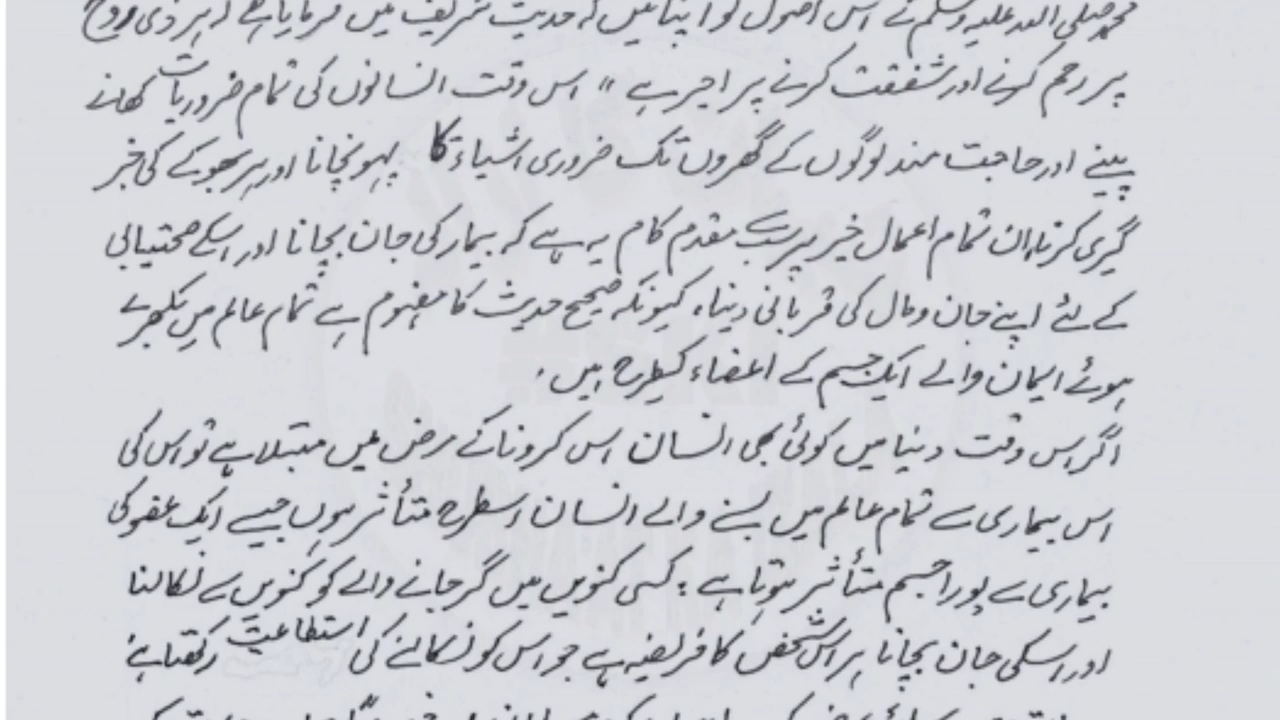 محمد صلی اللہ علیہ وسلم نے اس اصول کو اپنائیں کہ حدیث شریف میں فرمایا ہے کہ ہر ذی روح
پر رحم کرنے اور شفقت کرنے پر اجر ہے " اس وقت انسانوں کی تمام ضروریات کھانے
پینے اور حاجت مند لوگوں کے گھروں تک ضروری اشیاء کا پہونچانا اور ہر بھوکے کی خبر
گیری کرنا ان تمام اعمال خیر پر سب سے مقدم کام یہ ہے کہ بیمار کی جان بچانا اور اسکے صحتیابی
کے لئے اپنے جان ومال کی قربانی دینا، کیونکہ صحیح حدیث کا مفہوم ہے تمام عالم میں بکھرے
ہوئے ایمان والے ایک جسم کے اعضاء کیطرح ہیں ،
اگر اس وقت دنیا میں کوئی بھی انسان اس کرونا کے مرض میں مبتلا ہے تو اس کی
اس بیماری سے تمام عالم میں بسنے والے انسان اسطرح متأثر ہوں جیسے ایک عضو کی
بیماری سے پورا جسم متأثر ہوتا ہے : کسی کنویں میں گر جانے والے کو کنویں سے نکالنا
اور اسکی جان بچانا ہر اس شخص کا فریضہ ہے جو اس کو نکالنے کی استطاعت رکھتا ہے